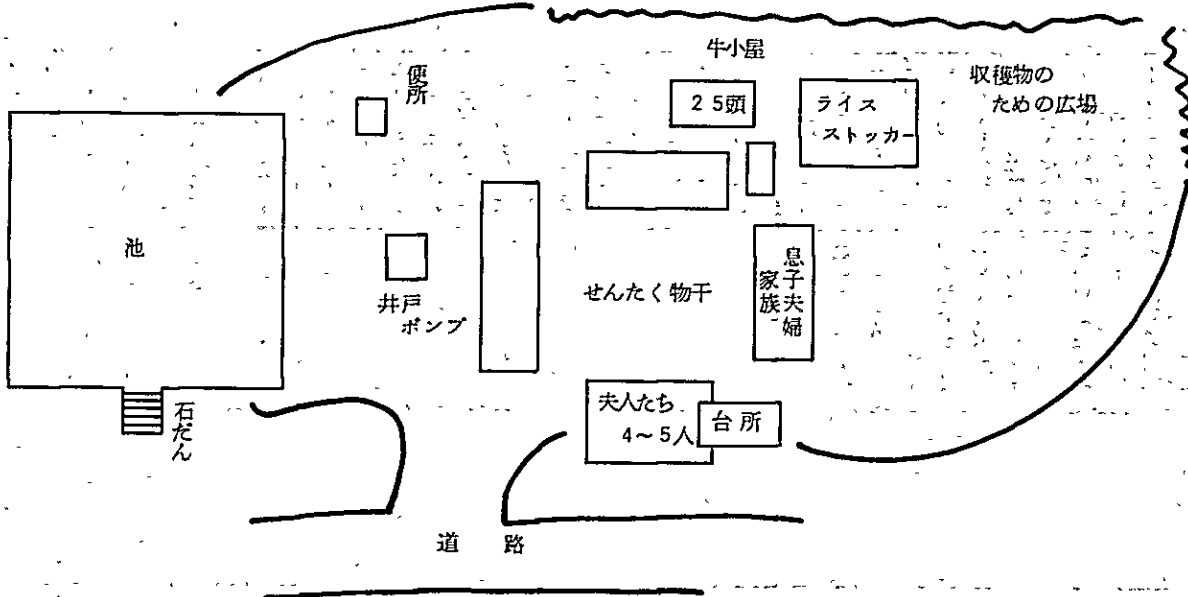 牛小屋
便所
25頭
ライス
ストッカー
収穫物の
ための広場
池
井戸
ポンプ
せんたく物干
息子夫婦
家族
石だん
夫人たち
4~5人
台所
道路